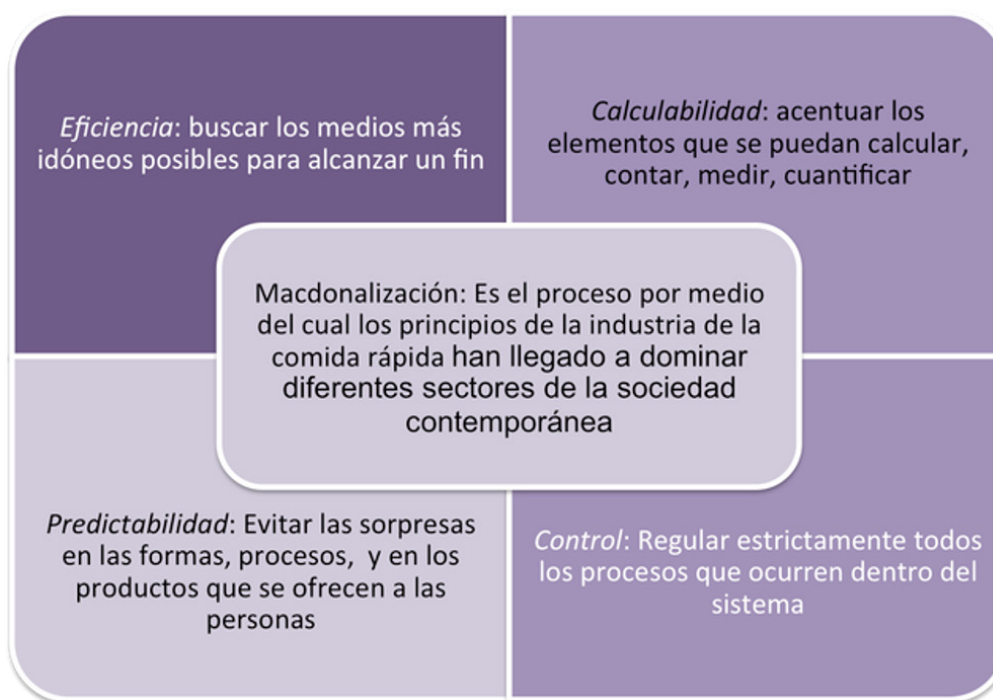 Eficiencia: buscar los medios más
idóneos posibles para alcanzar un fin
Calculabilidad: acentuar los
elementos que se puedan calcular,
contar, medir, cuantificar
Macdonalización: Es el proceso por medio
del cual los principios de la industria de la
comida rápida han llegado a dominar
diferentes sectores de la sociedad
contemporánea
Predictabilidad: Evitar las sorpresas
en las formas, procesos, y en los
productos que se ofrecen a las
personas
Control: Regular estrictamente todos
los procesos que ocurren dentro del
sistema